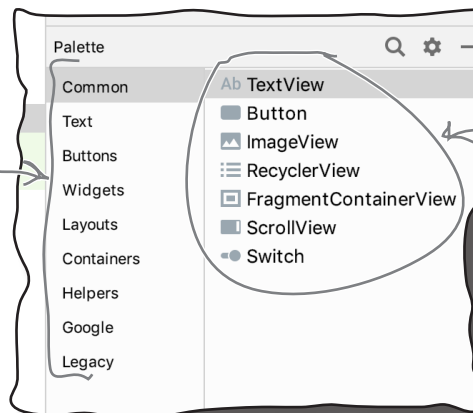 Palette
Common
Text
Buttons
Widgets
Layouts
Containers
Helpers
Google
Legacy
Ab TextView
Button
ImageView
RecyclerView
FragmentContainerView
ScrollView
Switch